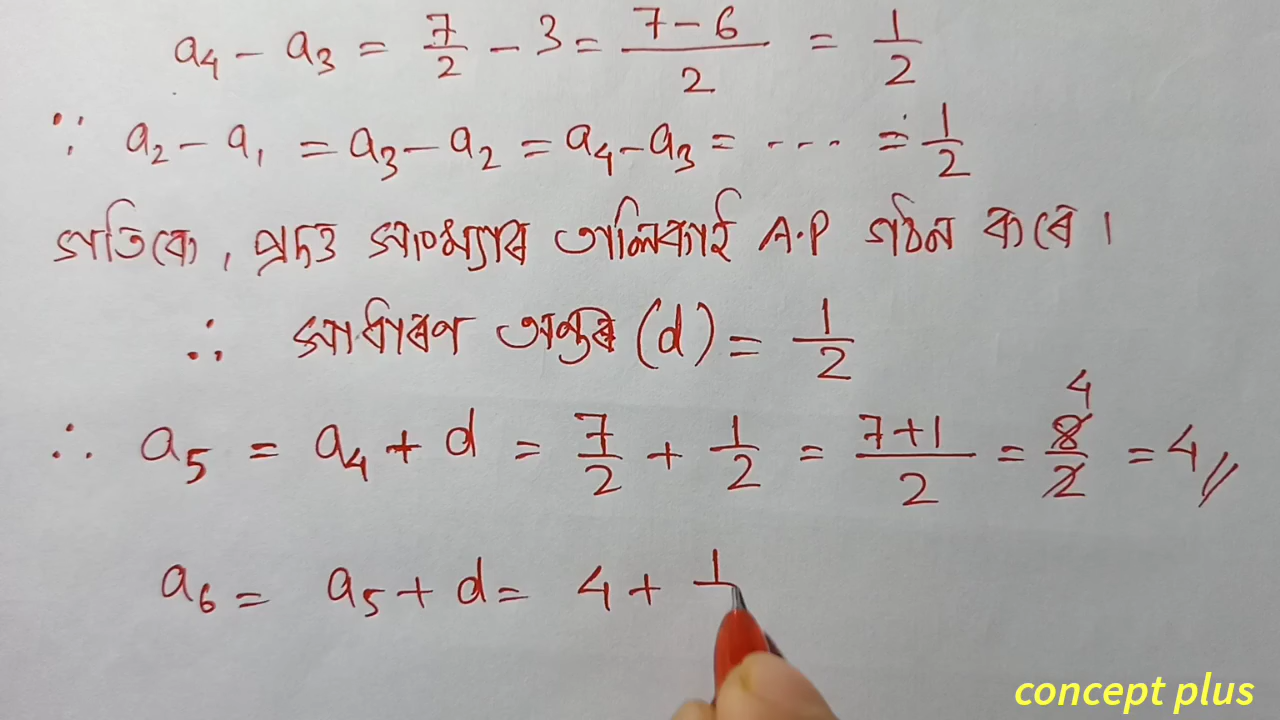 a₄ - a₃ = 7/2 - 3 = (7-6)/2 = 1/2
∵ a₂ - a₁ = a₃ - a₂ = a₄ - a₃ = ---- = 1/2
গতিকে, প্ৰদত্ত সংখ্যাৰ তালিকাই A.P গঠন কৰে।
∴ সাধাৰণ অন্তৰ (d) = 1/2
∴ a₅ = a₄ + d = 7/2 + 1/2 = (7+1)/2 = 8/2 4 = 4//
a₆ = a₅ + d = 4 + 1
concept plus